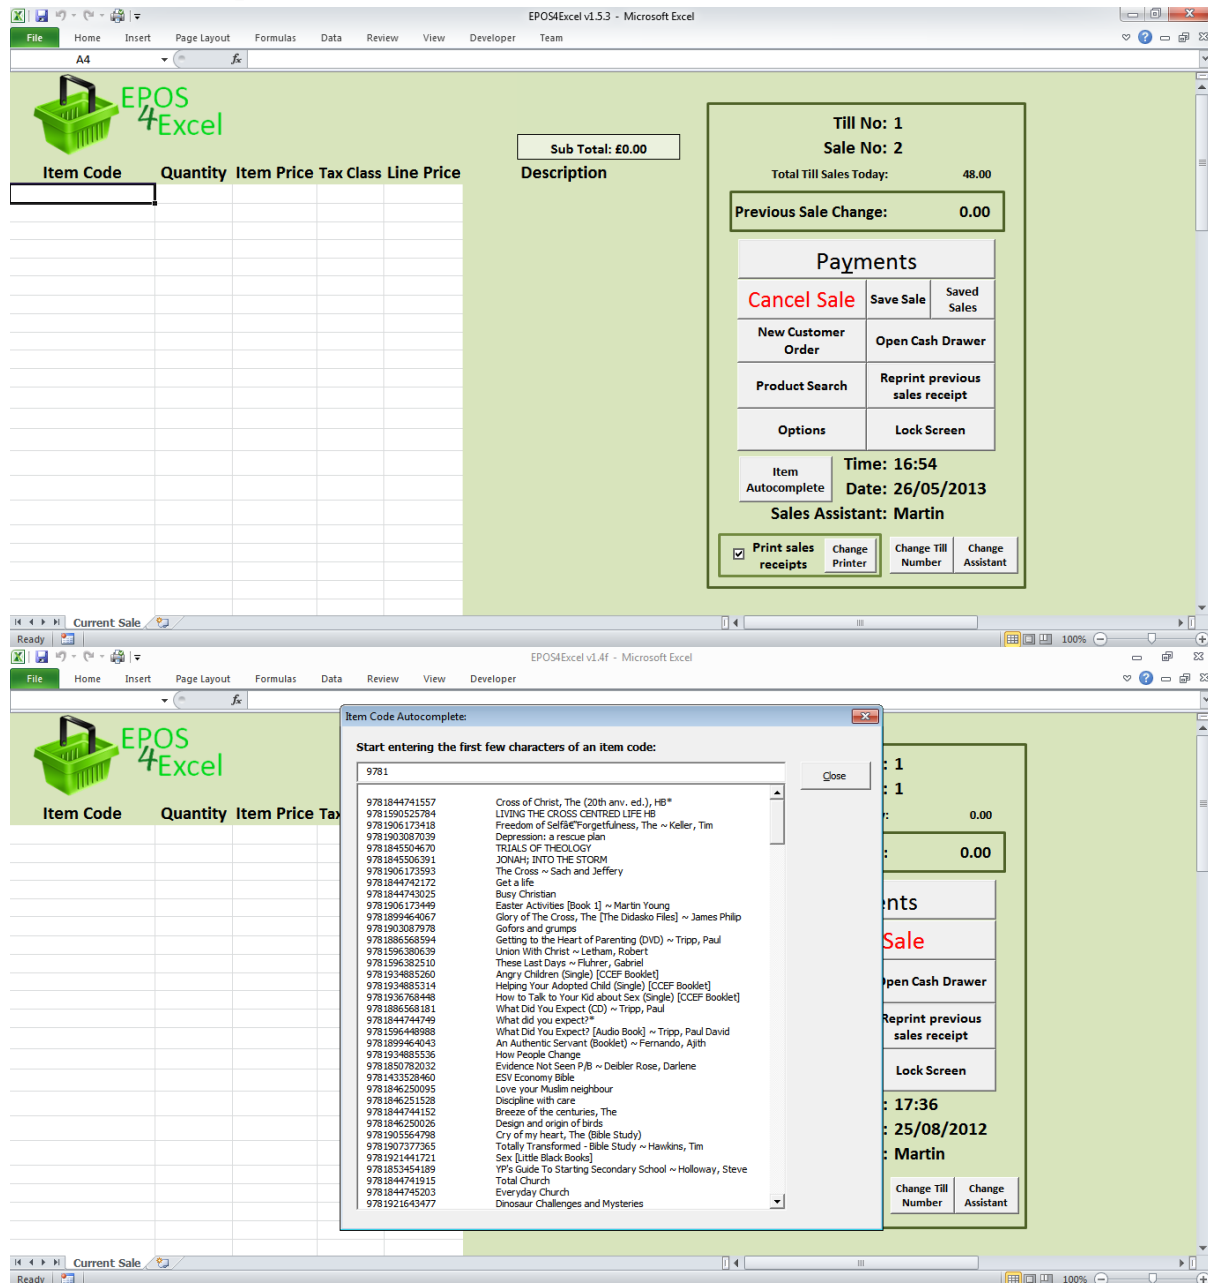 EPOS4Excel v1.5.3 - Microsoft Excel
File Home Insert Page Layout Formulas Data Review View Developer Team
A4 fx
EPOS
4Excel
Sub Total: £0.00
Item Code Quantity Item Price Tax Class Line Price Description
Till No: 1
Sale No: 2
Total Till Sales Today: 48.00
Previous Sale Change: 0.00
Payments
Cancel Sale Save Sale Saved Sales
New Customer Order Open Cash Drawer
Product Search Reprint previous sales receipt
Options Lock Screen
Item Autocomplete
Time: 16:54
Date: 26/05/2013
Sales Assistant: Martin
Print sales receipts Change Printer Change Till Number Change Assistant
Current Sale
Ready 100%
EPOS4Excel v1.4f - Microsoft Excel
File Home Insert Page Layout Formulas Data Review View Developer
fx
EPOS
4Excel
Item Code Quantity Item Price Tax
Item Code Autocomplete:
Start entering the first few characters of an item code:
9781
Close
9781844741557 Cross of Christ, The (20th anv. ed.), HB*
9781590525784 LIVING THE CROSS CENTRED LIFE HB
9781906173418 Freedom of Selfâ€"Forgetfulness, The ~ Keller, Tim
9781903087039 Depression: a rescue plan
9781845504670 TRIALS OF THEOLOGY
9781845506391 JONAH; INTO THE STORM
9781906173593 The Cross ~ Sach and Jeffery
9781844742172 Get a life
9781844743025 Busy Christian
9781906173449 Easter Activities [Book 1] ~ Martin Young
9781899464067 Glory of The Cross, The [The Didasko Files] ~ James Philip
9781903087978 Gofors and grumps
9781886568594 Getting to the Heart of Parenting (DVD) ~ Tripp, Paul
9781596380639 Union With Christ ~ Letham, Robert
9781596382510 These Last Days ~ Fluhrer, Gabriel
9781934885260 Angry Children (Single) [CCEF Booklet]
9781934885314 Helping Your Adopted Child (Single) [CCEF Booklet]
9781936768448 How to Talk to Your Kid about Sex (Single) [CCEF Booklet]
9781886568181 What Did You Expect (CD) ~ Tripp, Paul
9781844744749 What did you expect?*
9781596448988 What Did You Expect? [Audio Book] ~ Tripp, Paul David
9781899464043 An Authentic Servant (Booklet) ~ Fernando, Ajith
9781934885536 How People Change
9781850782032 Evidence Not Seen P/B ~ Deibler Rose, Darlene
9781433528460 ESV Economy Bible
9781846250095 Love your Muslim neighbour
9781846251528 Discipline with care
9781844744152 Breeze of the centuries, The
9781846250026 Design and origin of birds
9781905564798 Cry of my heart, The (Bible Study)
9781907377365 Totally Transformed - Bible Study ~ Hawkins, Tim
9781921441721 Sex [Little Black Books]
9781853454189 YP's Guide To Starting Secondary School ~ Holloway, Steve
9781844741915 Total Church
9781844745203 Everyday Church
9781921643477 Dinosaur Challenges and Mysteries
: 1
: 1
: 0.00
: 0.00
ents
Sale
pen Cash Drawer
Reprint previous sales receipt
Lock Screen
: 17:36
: 25/08/2012
: Martin
Change Till Number Change Assistant
Current Sale
Ready 100%